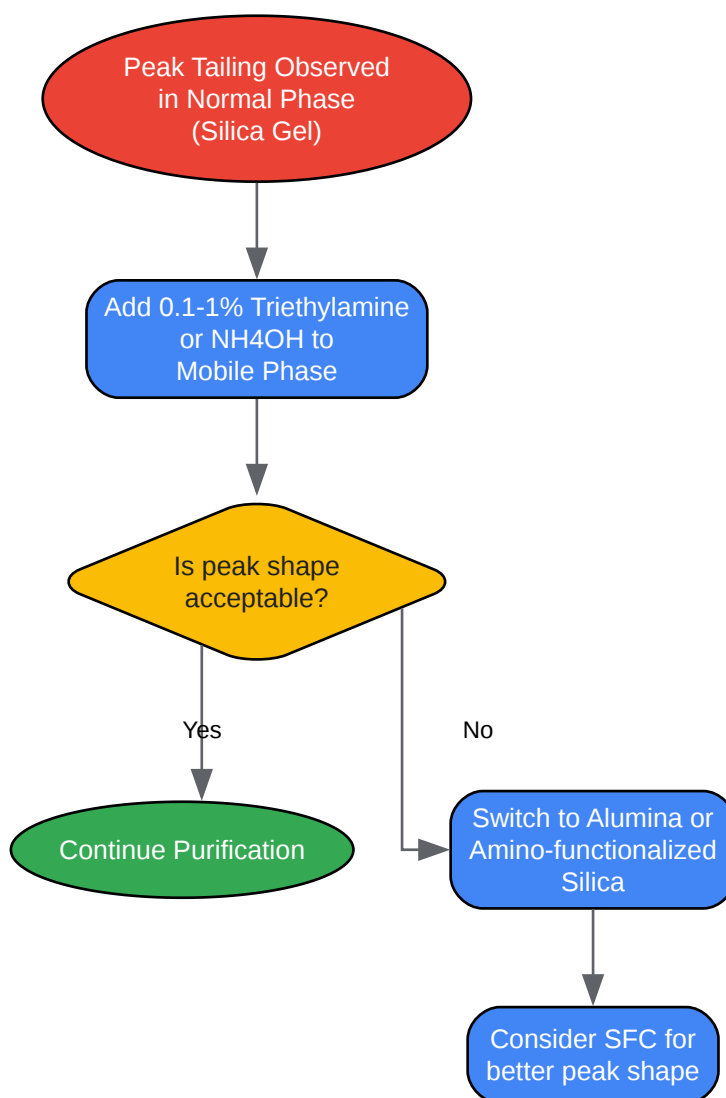 Peak Tailing Observed
in Normal Phase
(Silica Gel)
Add 0.1-1% Triethylamine
or NH4OH to
Mobile Phase
Is peak shape
acceptable?
Yes
No
Continue Purification
Switch to Alumina or
Amino-functionalized
Silica
Consider SFC for
better peak shape